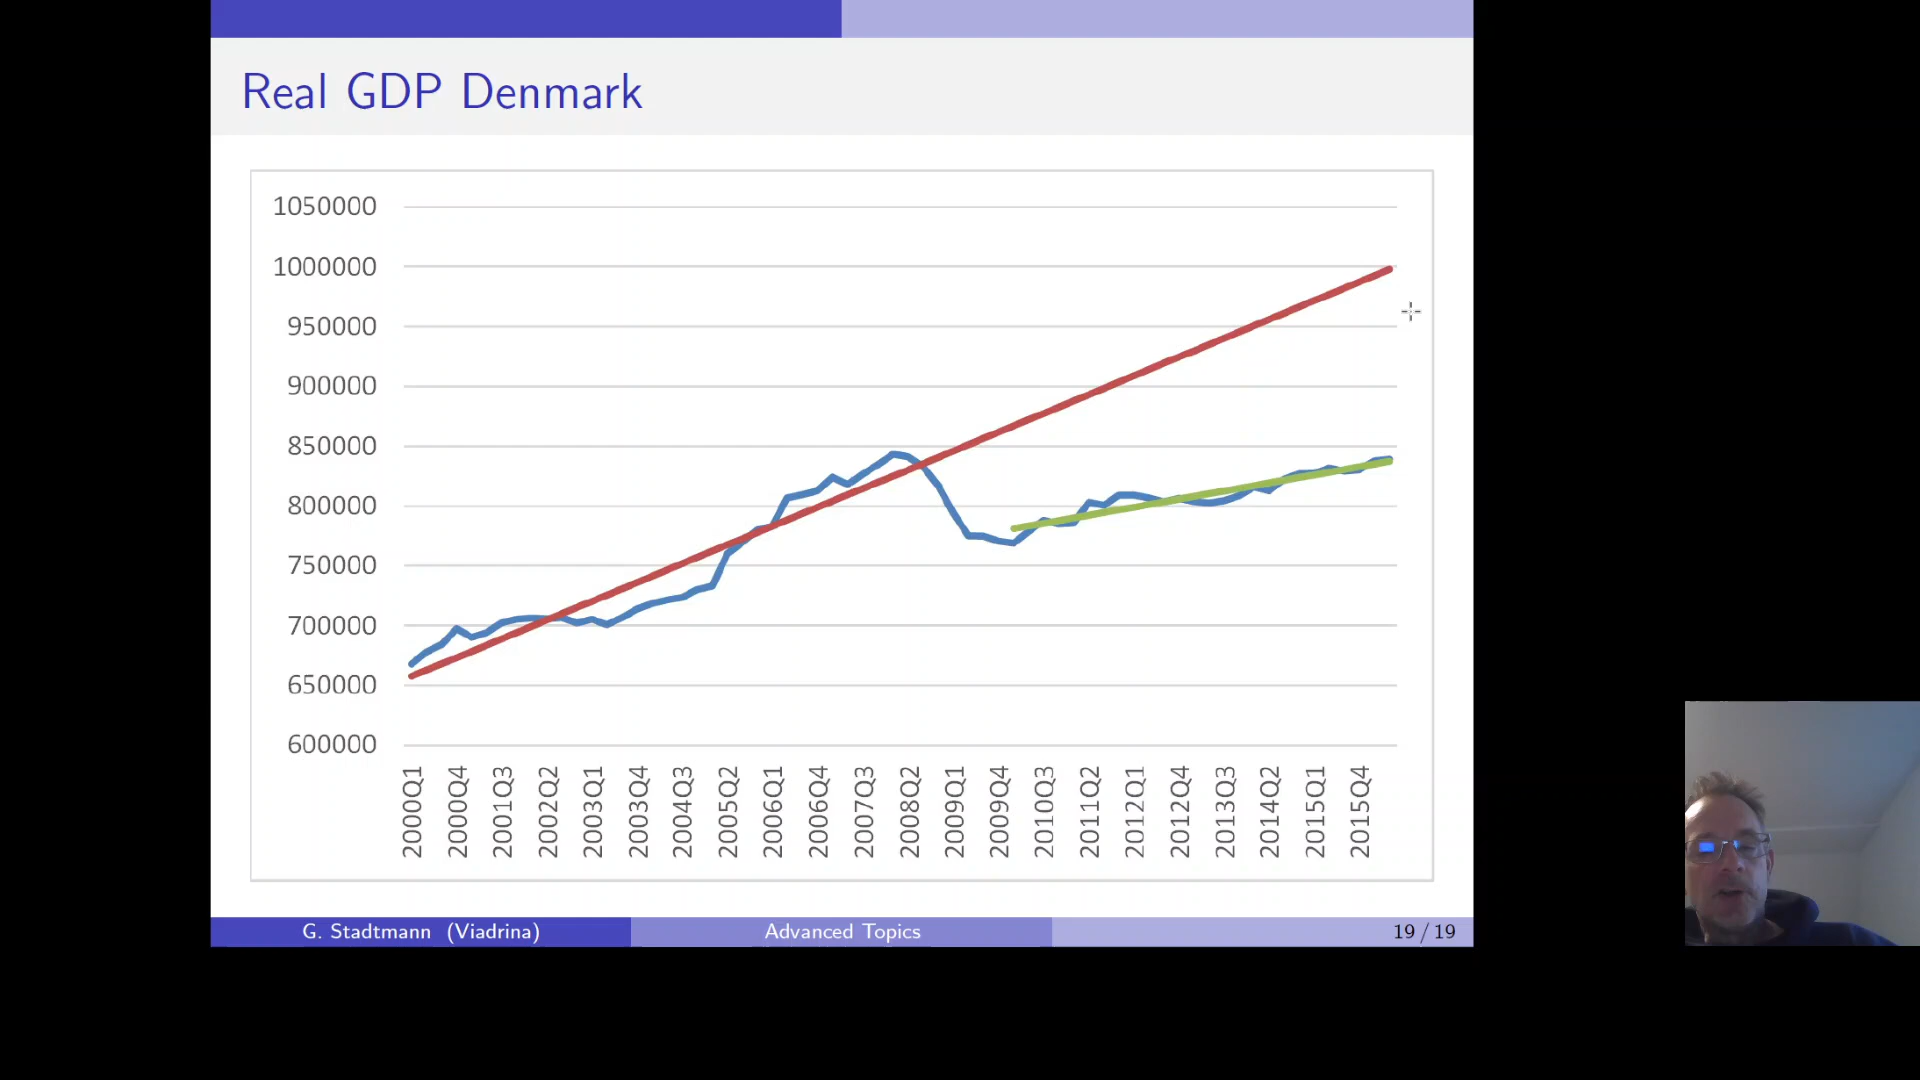 Real GDP Denmark
1050000
1000000
950000
900000
850000
800000
750000
700000
650000
600000
2000Q1
2000Q4
2001Q3
2002Q2
2003Q1
2003Q4
2004Q3
2005Q2
2006Q1
2006Q4
2007Q3
2008Q2
2009Q1
2009Q4
2010Q3
2011Q2
2012Q1
2012Q4
2013Q3
2014Q2
2015Q1
2015Q4
G. Stadtmann (Viadrina)
Advanced Topics
19 / 19